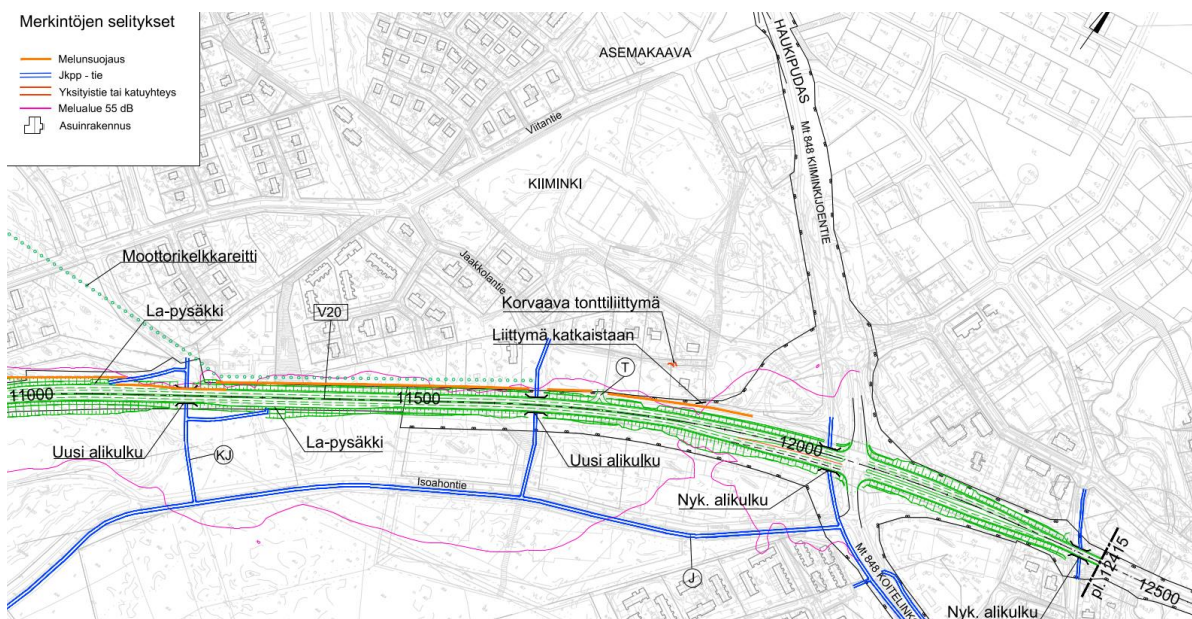 Merkintöjen selitykset
Melunsuojaus
Jkpp - tie
Yksityistie tai katuyhteys
Melualue 55 dB
Asuinrakennus
ASEMAKAAVA
HAUKIPUDAS
Mt 848 KIIMINKIJOENTIE
Viitantie
KIIMINKI
Moottorikelkkareitti
Jaakkolantie
La-pysäkki
V20
Korvaava tonttiliittymä
Liittymä katkaistaan
T
11000
11500
12000
La-pysäkki
Uusi alikulku
KJ
Uusi alikulku
Isoahontie
Nyk. alikulku
J
Mt 848 KOITELINK
Nyk. alikulku
pl. 12415
12500